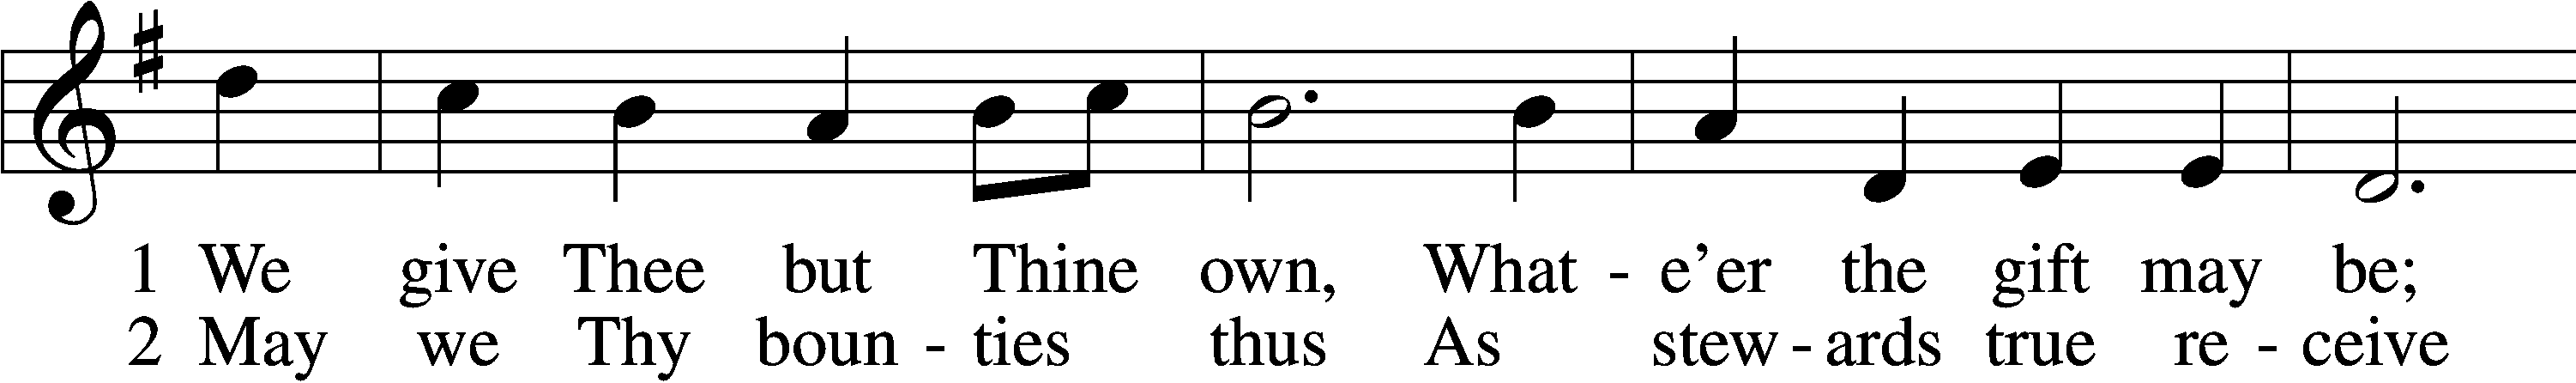 1 We give Thee but Thine own, What - e’er the gift may be;
2 May we Thy boun - ties thus As stew - ards true re - ceive